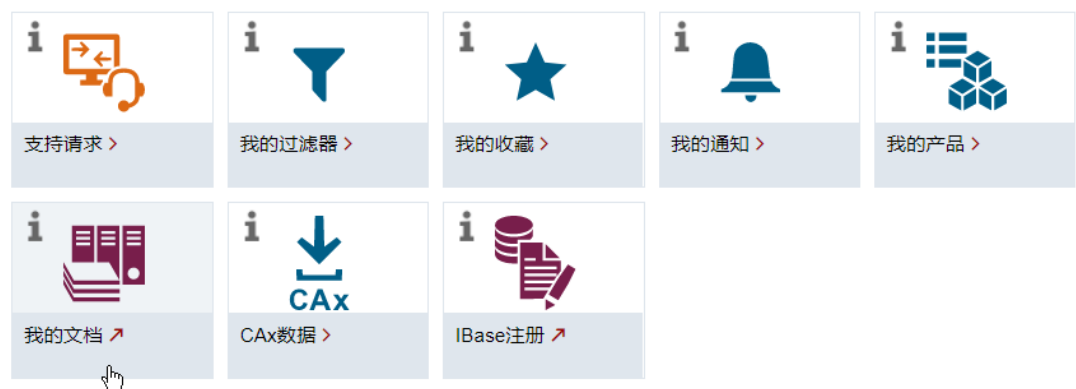 支持请求
我的过滤器
我的收藏
我的通知
我的产品
CAx
我的文档
CAx数据
IBase注册